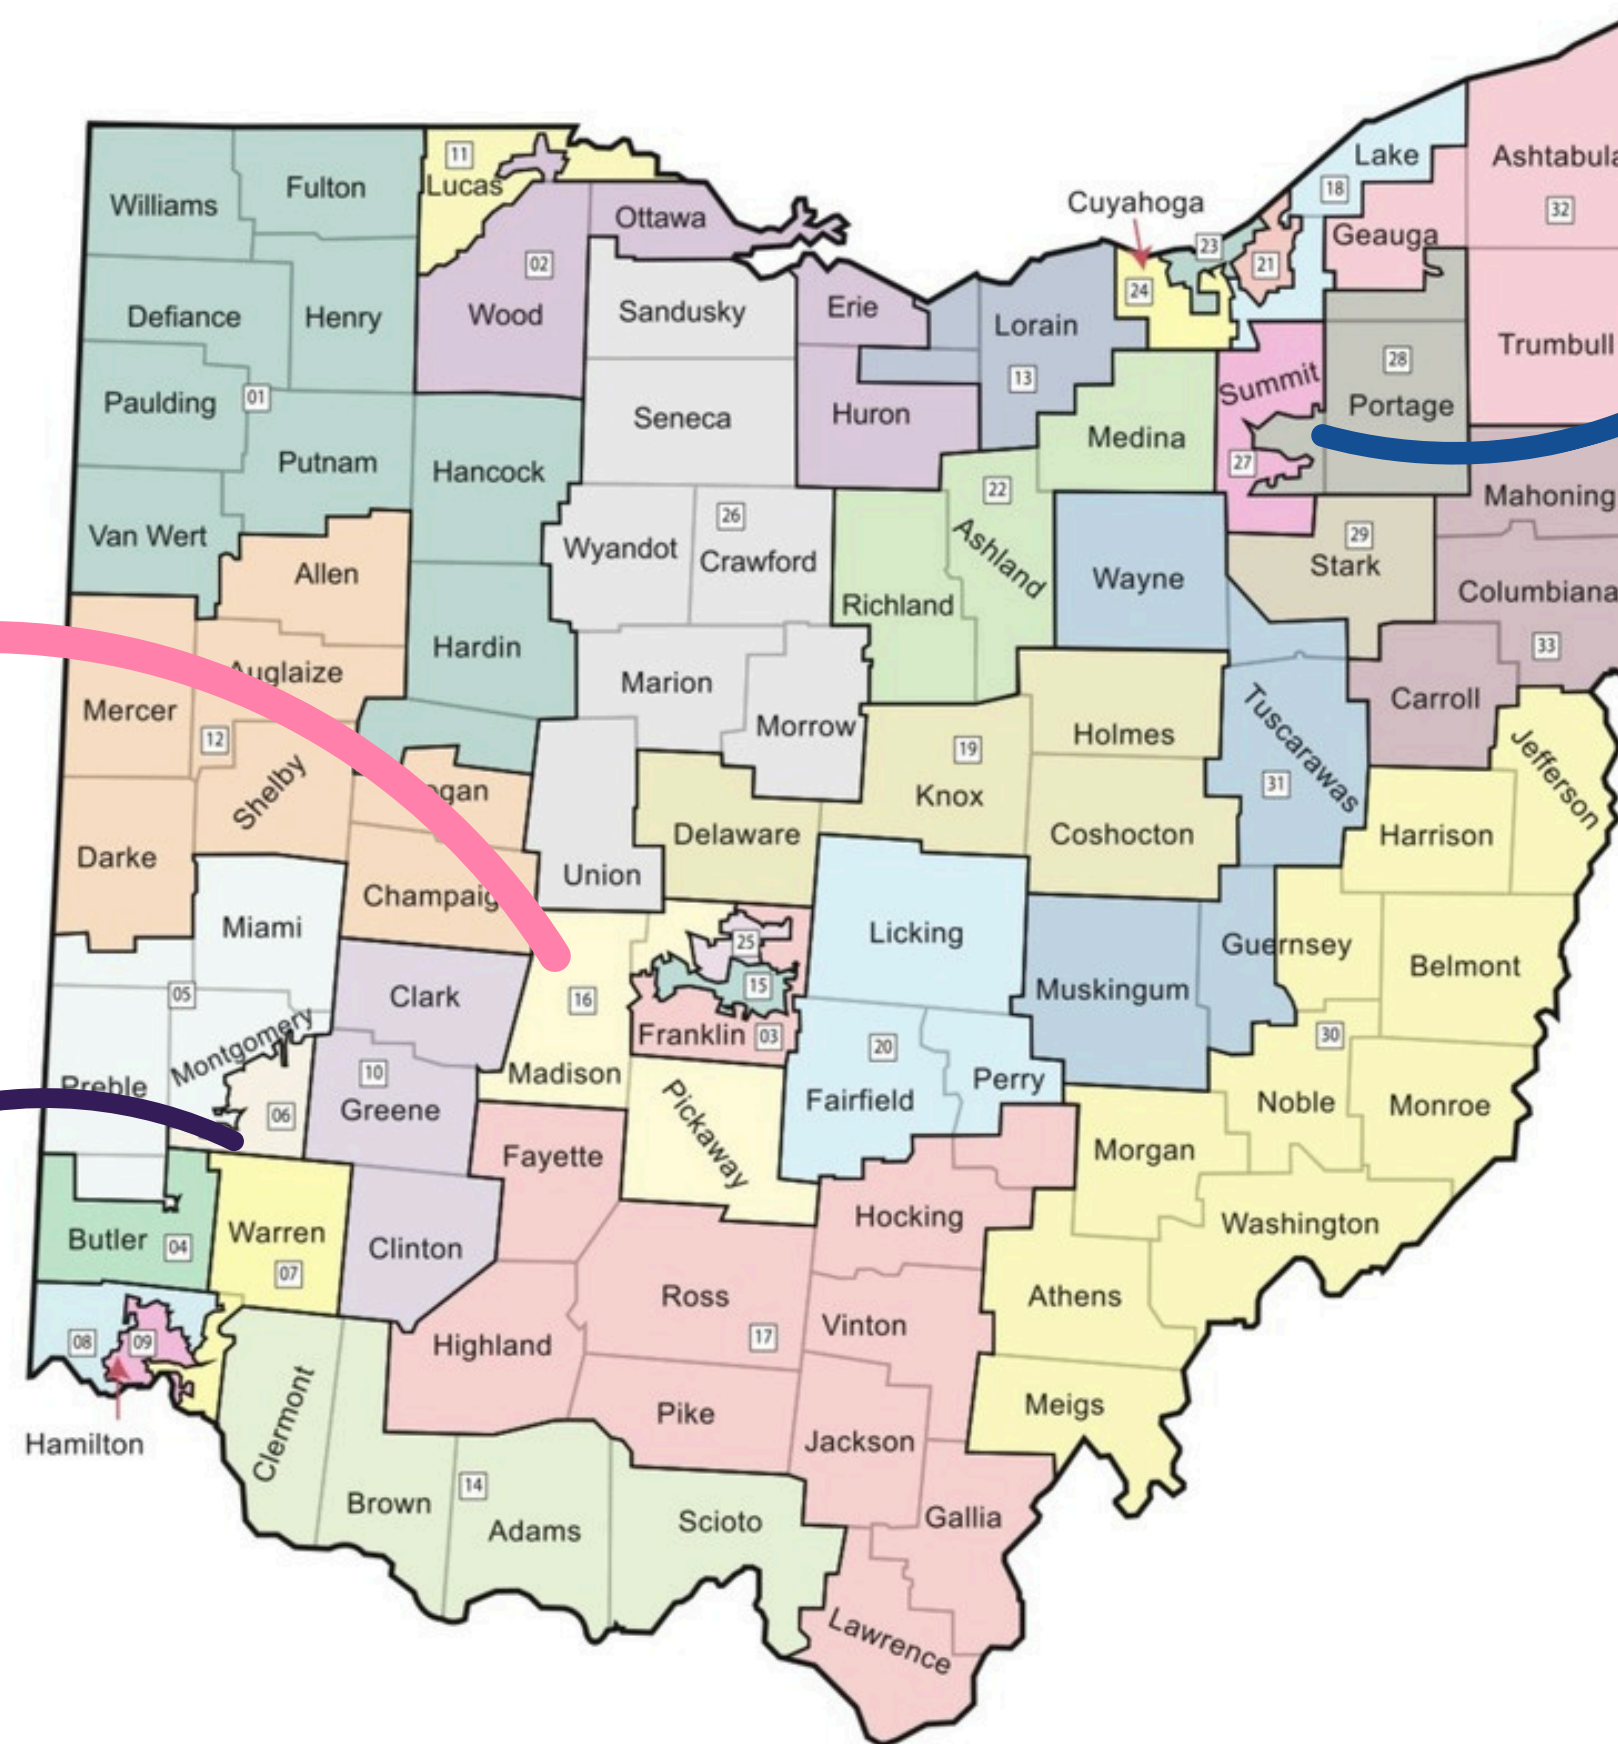 Williams
Fulton
11
Lucas
Ottawa
Defiance
Henry
02
Wood
Sandusky
Erie
Lorain
13
Cuyahoga
23
24
21
18
Lake
Geauga
Ashtabula
32
Paulding
01
Putnam
Hancock
Seneca
Huron
Medina
Summit
27
28
Portage
Trumbull
Van Wert
Allen
Wyandot
26
Crawford
22
Ashland
Richland
Wayne
29
Stark
Mahoning
Columbiana
33
Mercer
Auglaize
Hardin
Marion
Morrow
12
Shelby
ogan
19
Knox
Holmes
Tuscarawas
31
Carroll
Jefferson
Darke
Champaig
Union
Delaware
Coshocton
Harrison
Miami
05
Clark
16
25
15
Franklin
03
Licking
Muskingum
Guernsey
Belmont
30
Preble
Montgomery
06
10
Greene
Madison
Pickaway
20
Fairfield
Perry
Morgan
Noble
Monroe
Butler
04
Warren
07
Clinton
Fayette
Hocking
Washington
Athens
08
09
Hamilton
Highland
Ross
17
Vinton
Meigs
Clermont
Brown
14
Adams
Pike
Scioto
Jackson
Gallia
Lawrence